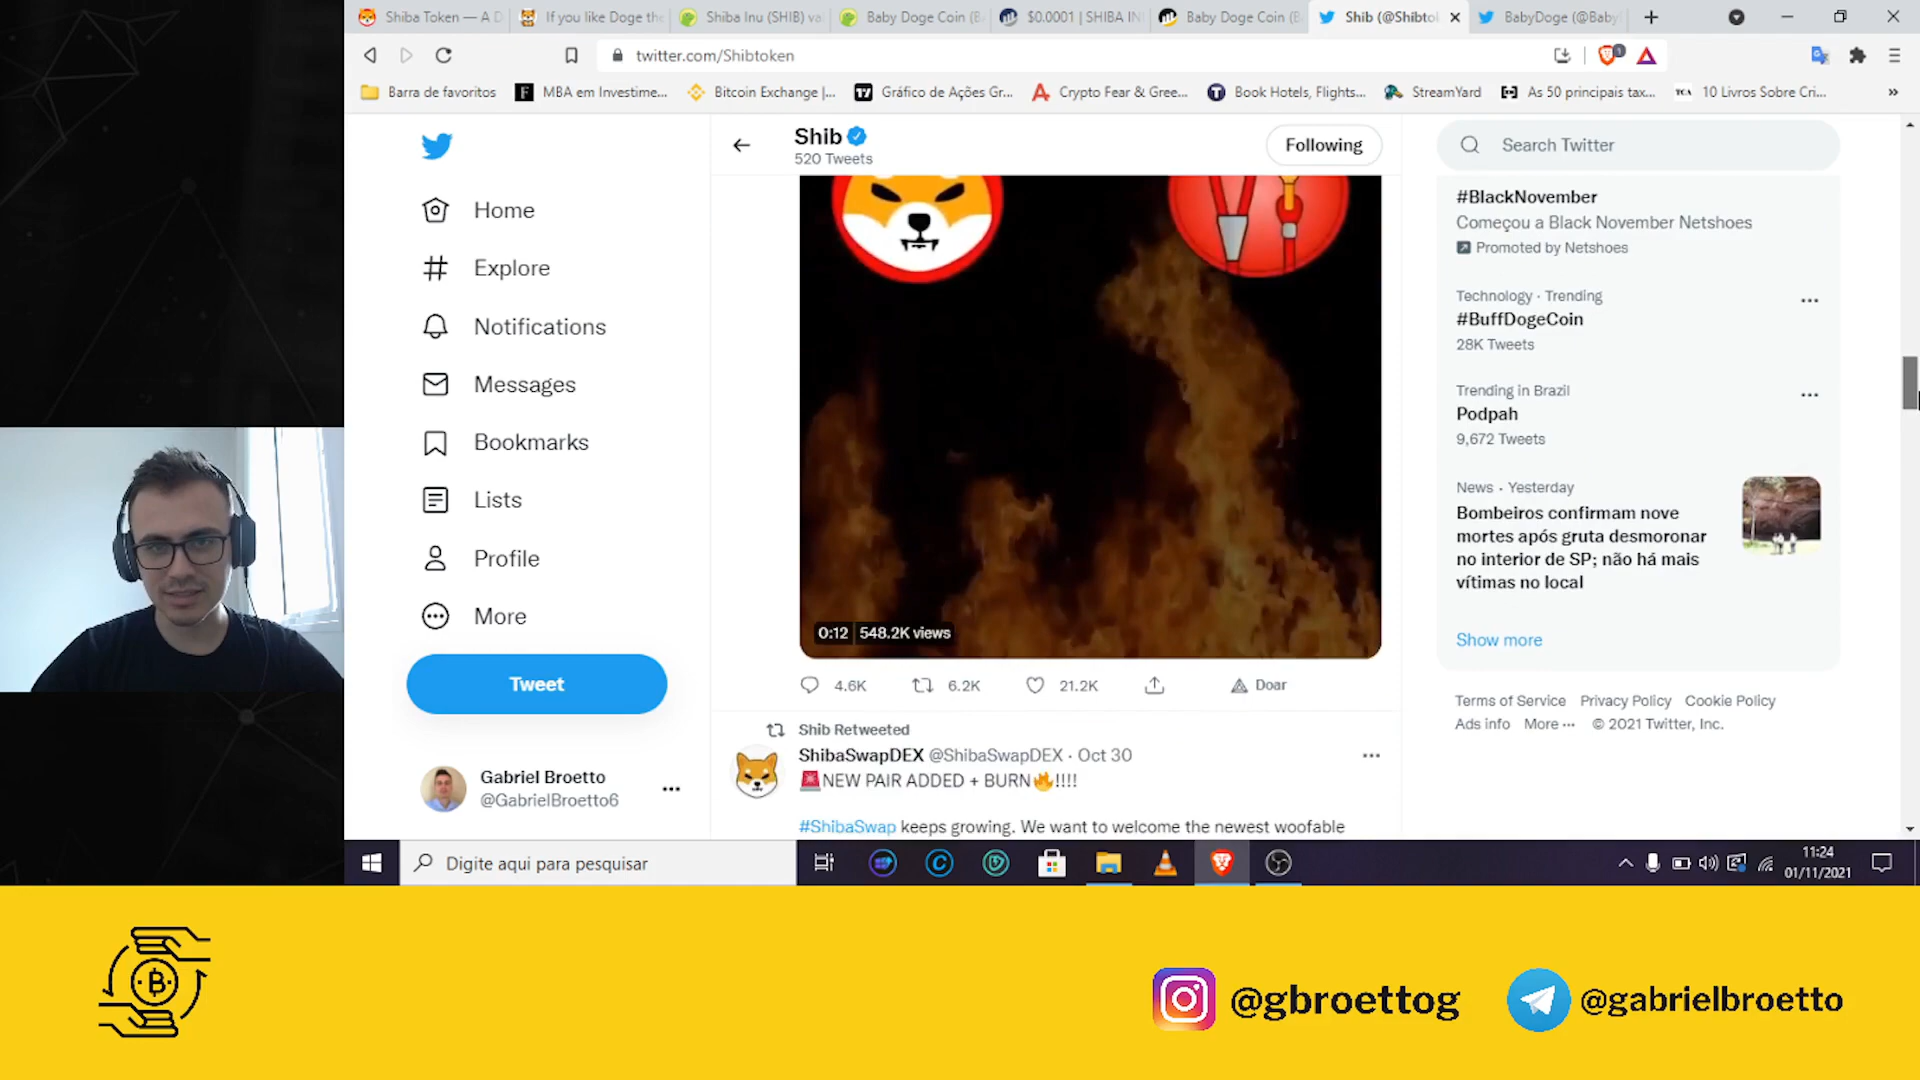 Shiba Token — A D
If you like Doge the
Shiba Inu (SHIB) va
Baby Doge Coin (B
$0.0001 | SHIBA IN
Baby Doge Coin (B
Shib (@Shibtol
BabyDoge (@Baby
twitter.com/Shibtoken
Barra de favoritos
MBA em Investime...
Bitcoin Exchange |...
Gráfico de Ações Gr...
Crypto Fear & Gree...
Book Hotels, Flights...
StreamYard
As 50 principais tax...
10 Livros Sobre Cri...
Shib
520 Tweets
Following
Home
Explore
Notifications
Messages
Bookmarks
Lists
Profile
More
Tweet
Gabriel Broetto
@GabrielBroetto6
0:12 548.2K views
4.6K
6.2K
21.2K
Doar
Shib Retweeted
ShibaSwapDEX @ShibaSwapDEX · Oct 30
🚨NEW PAIR ADDED + BURN🔥!!!!
#ShibaSwap keeps growing. We want to welcome the newest woofable
Search Twitter
#BlackNovember
Começou a Black November Netshoes
Promoted by Netshoes
Technology · Trending
#BuffDogeCoin
28K Tweets
Trending in Brazil
Podpah
9,672 Tweets
News · Yesterday
Bombeiros confirmam nove
mortes após gruta desmoronar
no interior de SP; não há mais
vítimas no local
Show more
Terms of Service Privacy Policy Cookie Policy
Ads info More ··· © 2021 Twitter, Inc.
Digite aqui para pesquisar
11:24
01/11/2021
@gbroettog
@gabrielbroetto